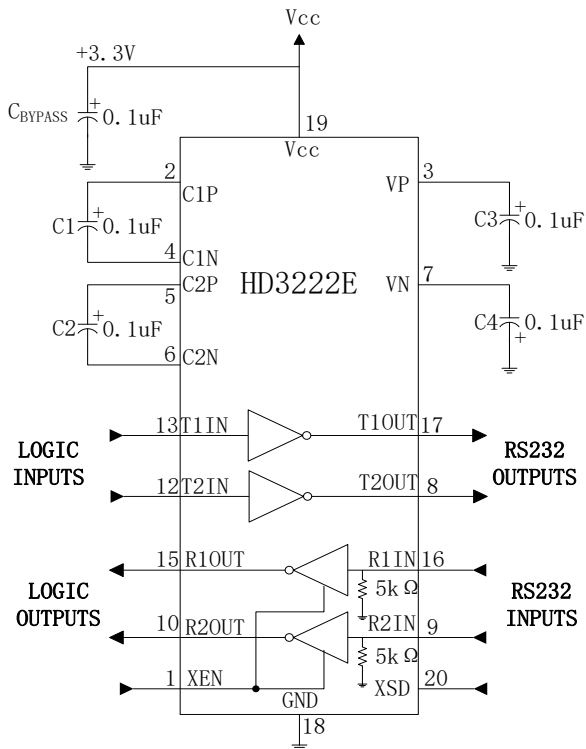 Vcc
+3.3V
CBYPASS
+
0.1uF
19
Vcc
2
C1P
VP
3
C1
+
0.1uF
+
C3
0.1uF
4
C1N
HD3222E
C2P
5
VN
7
C2
+
0.1uF
C4
0.1uF
+
6
C2N
13
T1IN
T1OUT
17
LOGIC
INPUTS
RS232
OUTPUTS
12
T2IN
T2OUT
8
15
R1OUT
R1IN
16
5kΩ
LOGIC
OUTPUTS
RS232
INPUTS
10
R2OUT
R2IN
9
5kΩ
1
XEN
XSD
20
GND
18